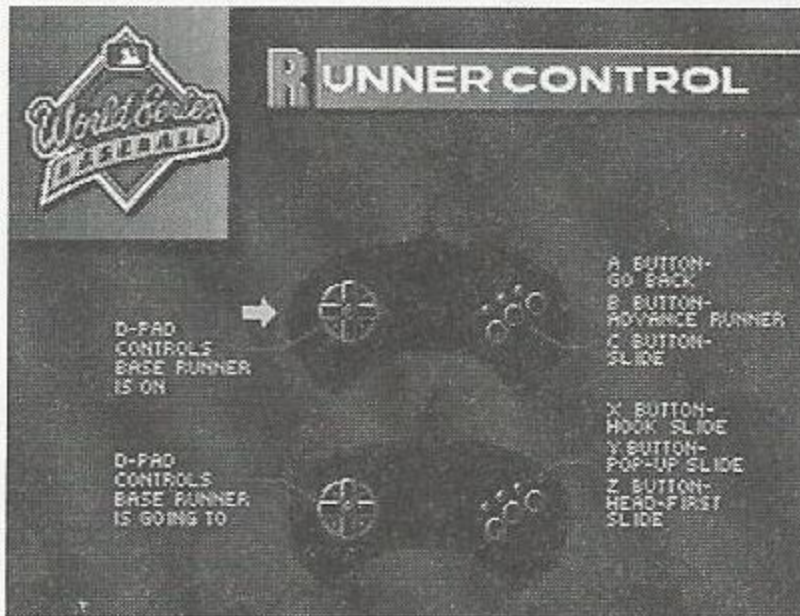 World Series
BASEBALL
RUNNER CONTROL
D-PAD
CONTROLS
BASE RUNNER
IS ON
A BUTTON-
GO BACK
B BUTTON-
ADVANCE RUNNER
C BUTTON-
SLIDE
D-PAD
CONTROLS
BASE RUNNER
IS GOING TO
X BUTTON-
HOOK SLIDE
Y BUTTON-
POP-UP SLIDE
Z BUTTON-
HEAD-FIRST
SLIDE